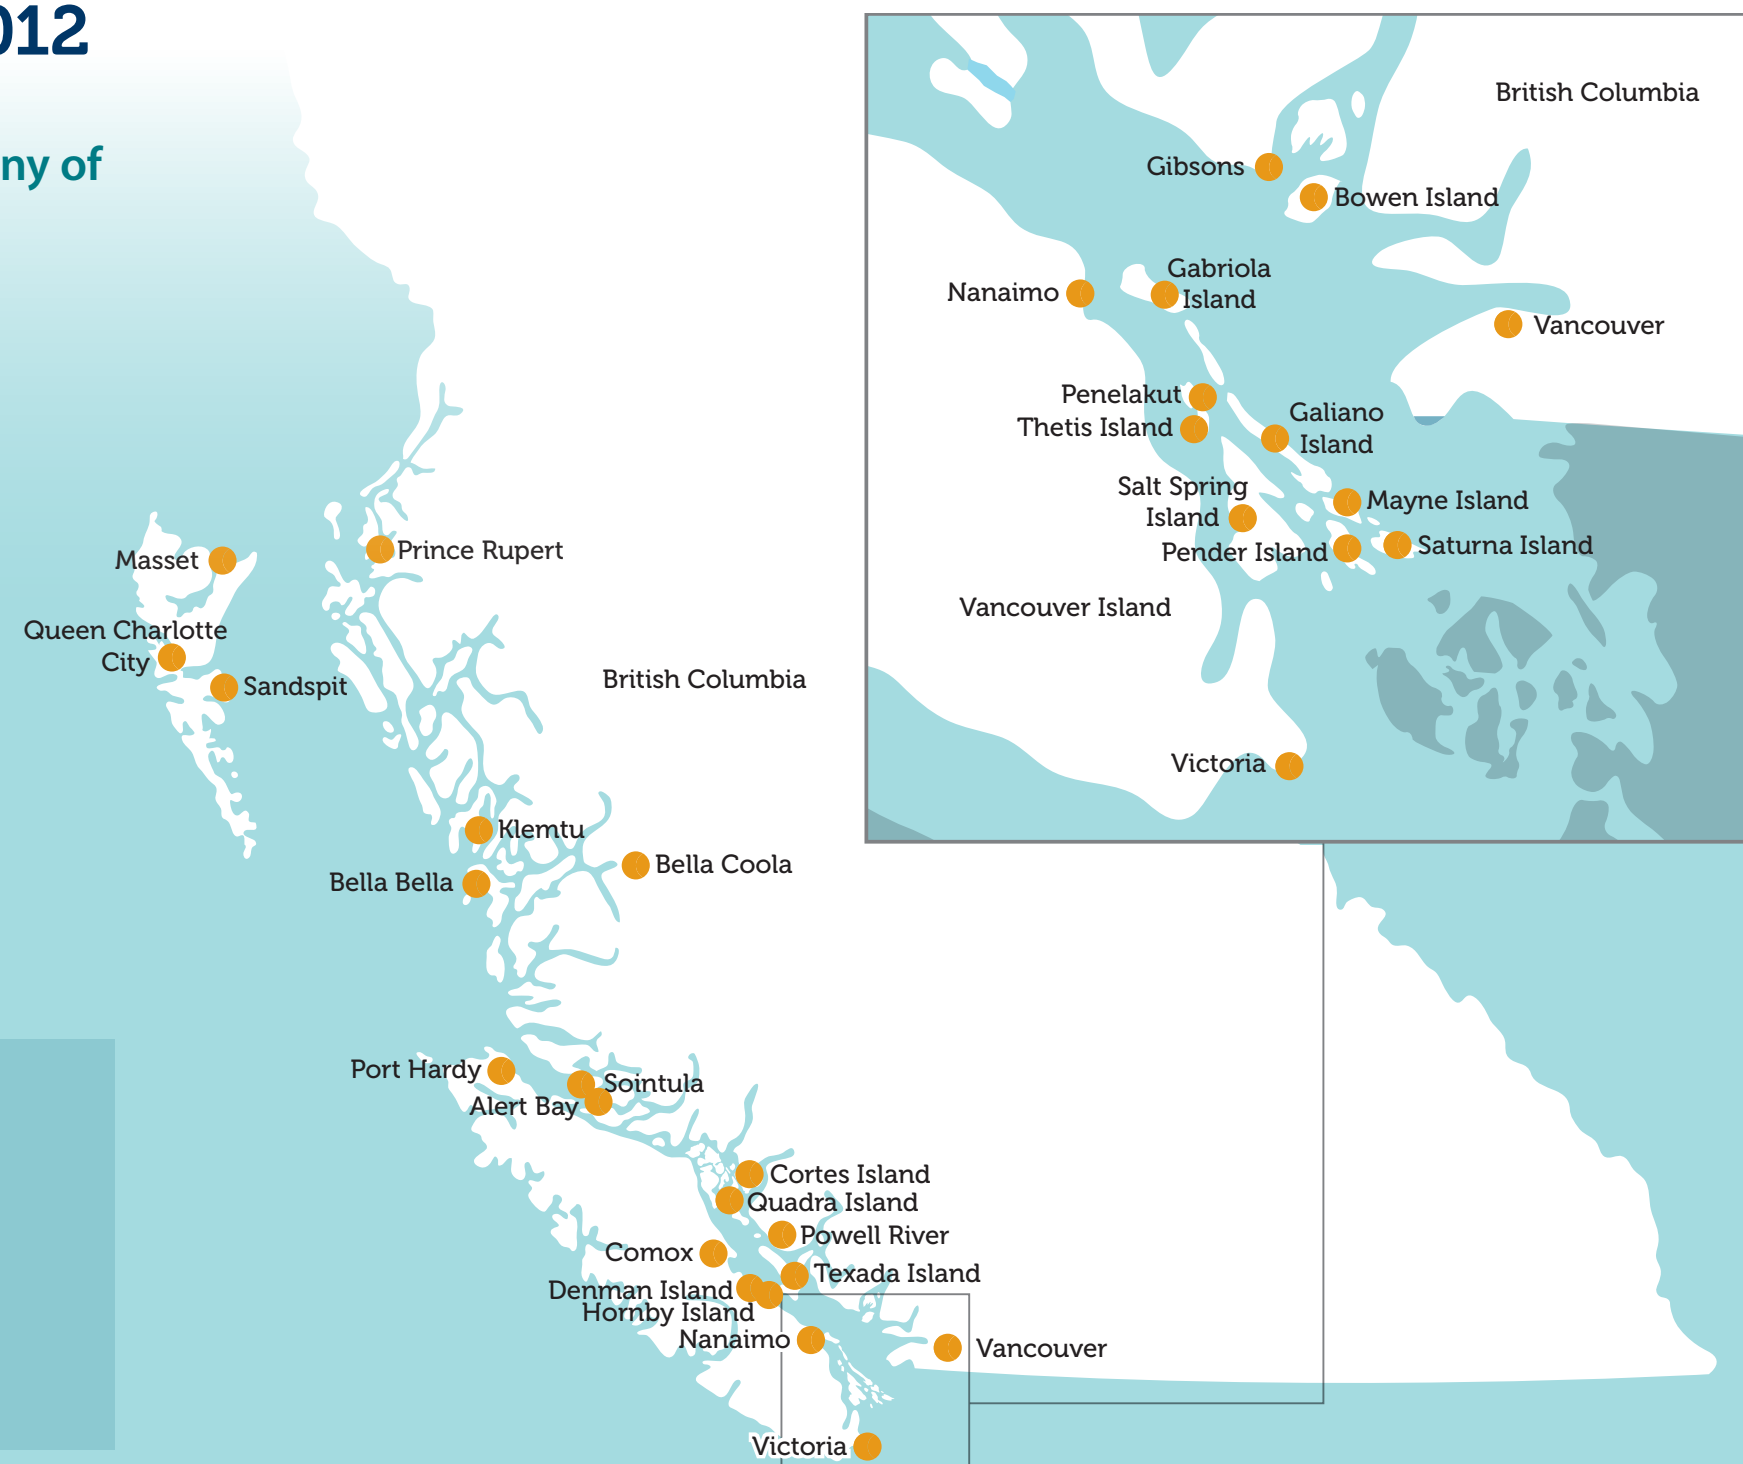 012
ny of
British Columbia
Gibsons
Bowen Island
Gabriola
Island
Nanaimo
Vancouver
Penelakut
Thetis Island
Galiano
Island
Salt Spring
Island
Mayne Island
Pender Island
Saturna Island
Vancouver Island
Victoria
Masset
Prince Rupert
Queen Charlotte
City
Sandspit
British Columbia
Klemtu
Bella Coola
Bella Bella
Port Hardy
Sointula
Alert Bay
Cortes Island
Quadra Island
Powell River
Comox
Texada Island
Denman Island
Hornby Island
Nanaimo
Vancouver
Victoria